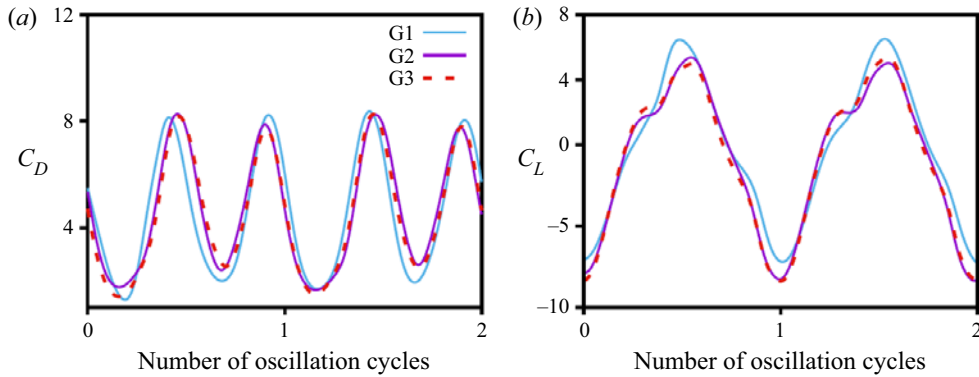 (a)
12
8
4
C_D
G1
G2
G3
0
1
2
Number of oscillation cycles
(b)
8
4
0
−5
−10
C_L
0
1
2
Number of oscillation cycles